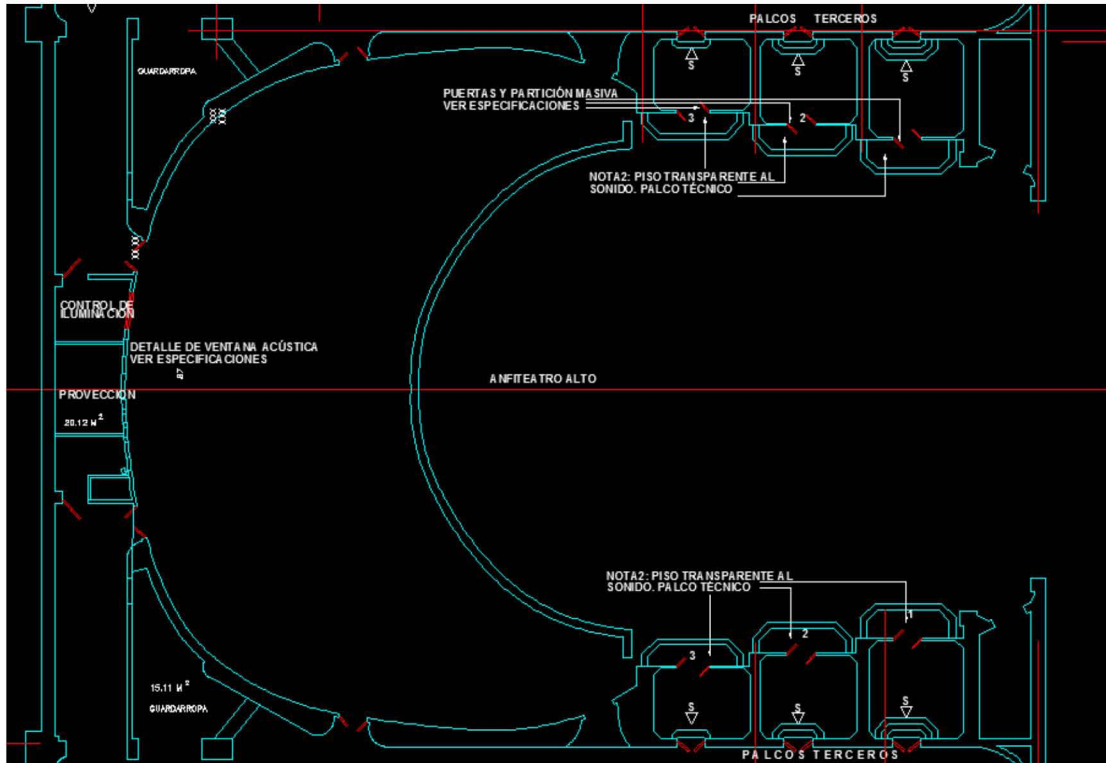 PALCOS TERCEROS
GUARDARROPA
S
S
S
PUERTAS Y PARTICIÓN MASIVA
VER ESPECIFICACIONES
3
2
NOTA2: PISO TRANSPARENTE AL
SONIDO. PALCO TÉCNICO
CONTROL DE
ILUMINACIÓN
DETALLE DE VENTANA ACÚSTICA
VER ESPECIFICACIONES
87
ANFITEATRO ALTO
PROYECCIÓN
20.12 M²
NOTA2: PISO TRANSPARENTE AL
SONIDO. PALCO TÉCNICO
1
2
3
15.11 M²
GUARDARROPA
S
S
S
PALCOS TERCEROS